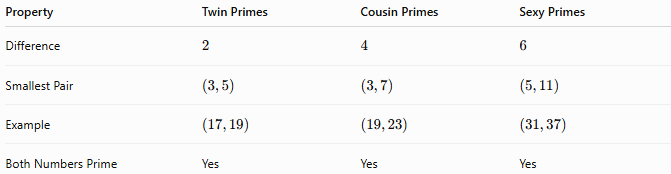 Property Twin Primes Cousin Primes Sexy Primes
Difference 2 4 6
Smallest Pair (3, 5) (3, 7) (5, 11)
Example (17, 19) (19, 23) (31, 37)
Both Numbers Prime Yes Yes Yes